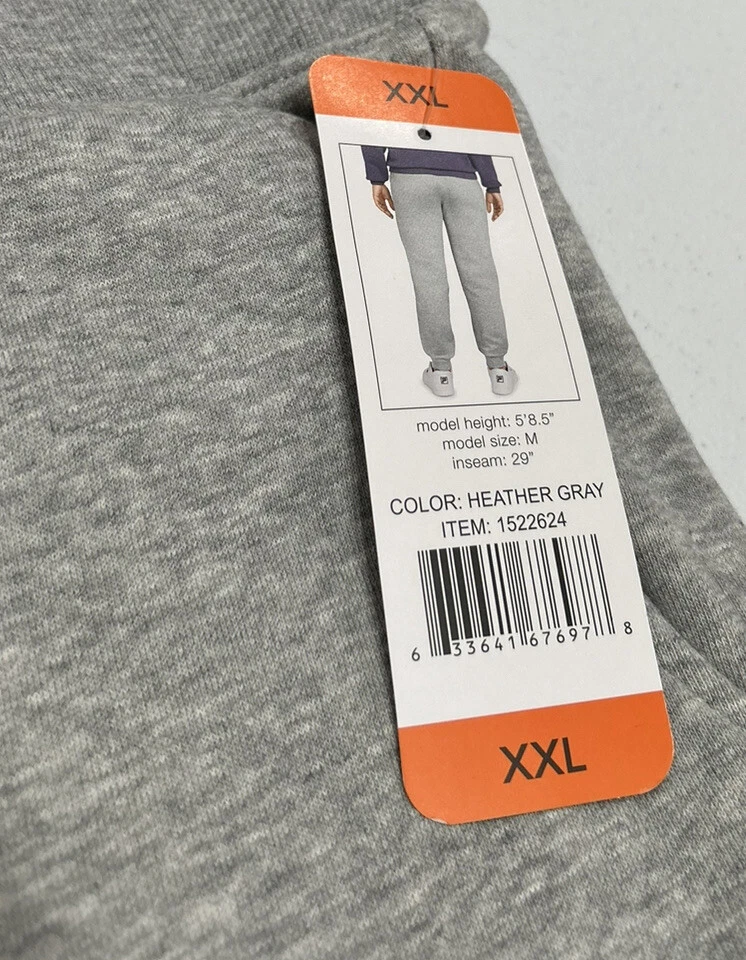 XXL
model height: 5'8.5"
model size: M
inseam: 29"
COLOR: HEATHER GRAY
ITEM: 1522624
6 33641 67697 8
XXL